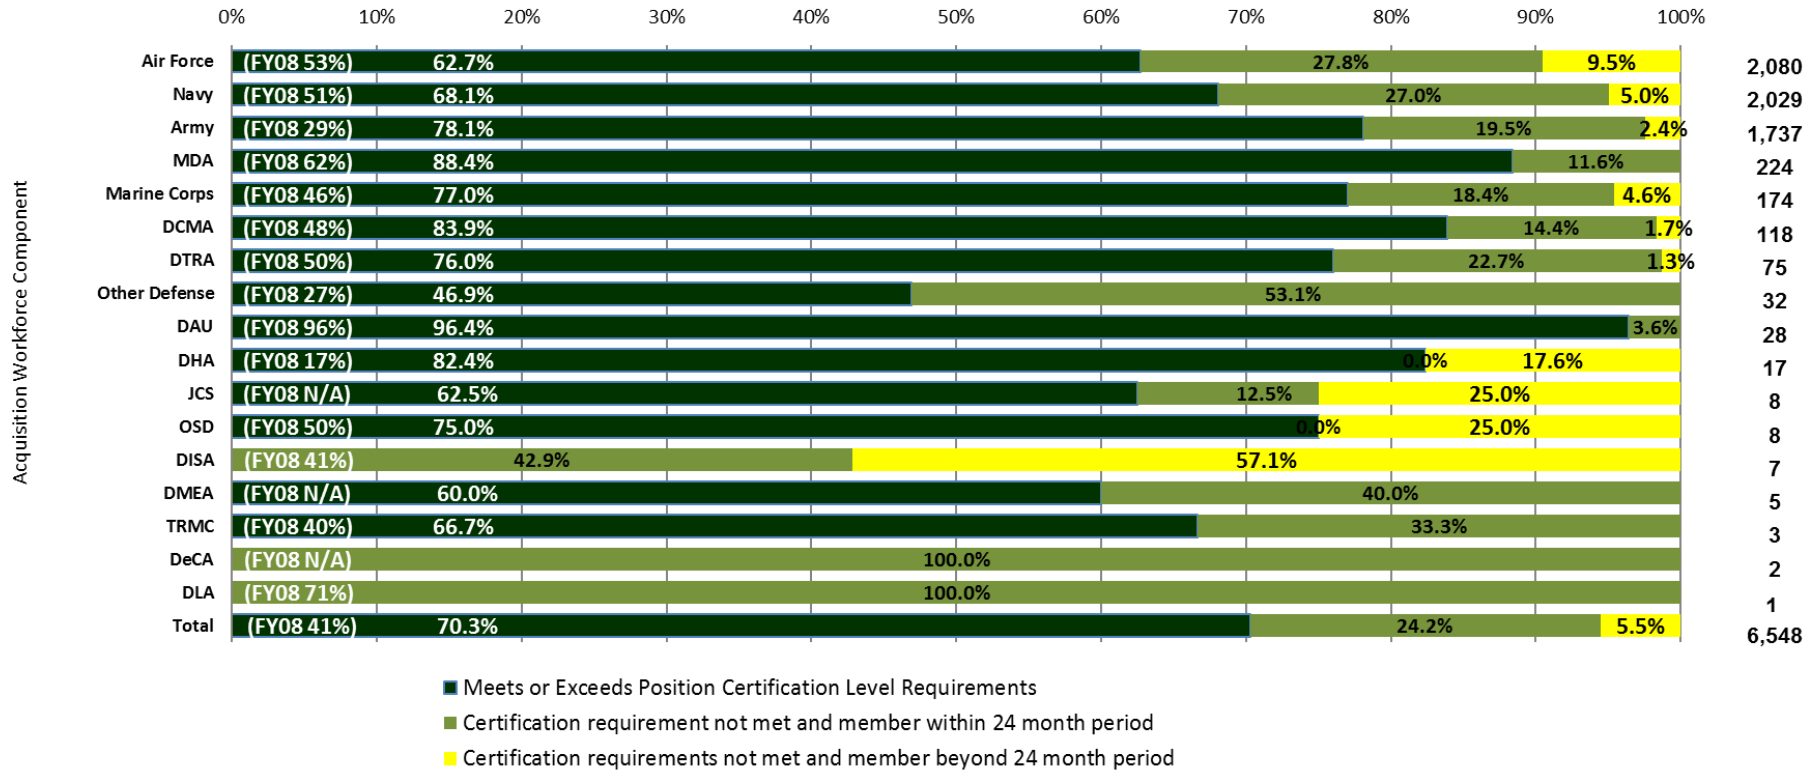 0% 10% 20% 30% 40% 50% 60% 70% 80% 90% 100%
Acquisition Workforce Component
Air Force (FY08 53%) 62.7% 27.8% 9.5% 2,080
Navy (FY08 51%) 68.1% 27.0% 5.0% 2,029
Army (FY08 29%) 78.1% 19.5% 2.4% 1,737
MDA (FY08 62%) 88.4% 11.6% 224
Marine Corps (FY08 46%) 77.0% 18.4% 4.6% 174
DCMA (FY08 48%) 83.9% 14.4% 1.7% 118
DTRA (FY08 50%) 76.0% 22.7% 1.3% 75
Other Defense (FY08 27%) 46.9% 53.1% 32
DAU (FY08 96%) 96.4% 3.6% 28
DHA (FY08 17%) 82.4% 0.0% 17.6% 17
JCS (FY08 N/A) 62.5% 12.5% 25.0% 8
OSD (FY08 50%) 75.0% 0.0% 25.0% 8
DISA (FY08 41%) 42.9% 57.1% 7
DMEA (FY08 N/A) 60.0% 40.0% 5
TRMC (FY08 40%) 66.7% 33.3% 3
DeCA (FY08 N/A) 100.0% 2
DLA (FY08 71%) 100.0% 1
Total (FY08 41%) 70.3% 24.2% 5.5% 6,548
Meets or Exceeds Position Certification Level Requirements
Certification requirement not met and member within 24 month period
Certification requirements not met and member beyond 24 month period